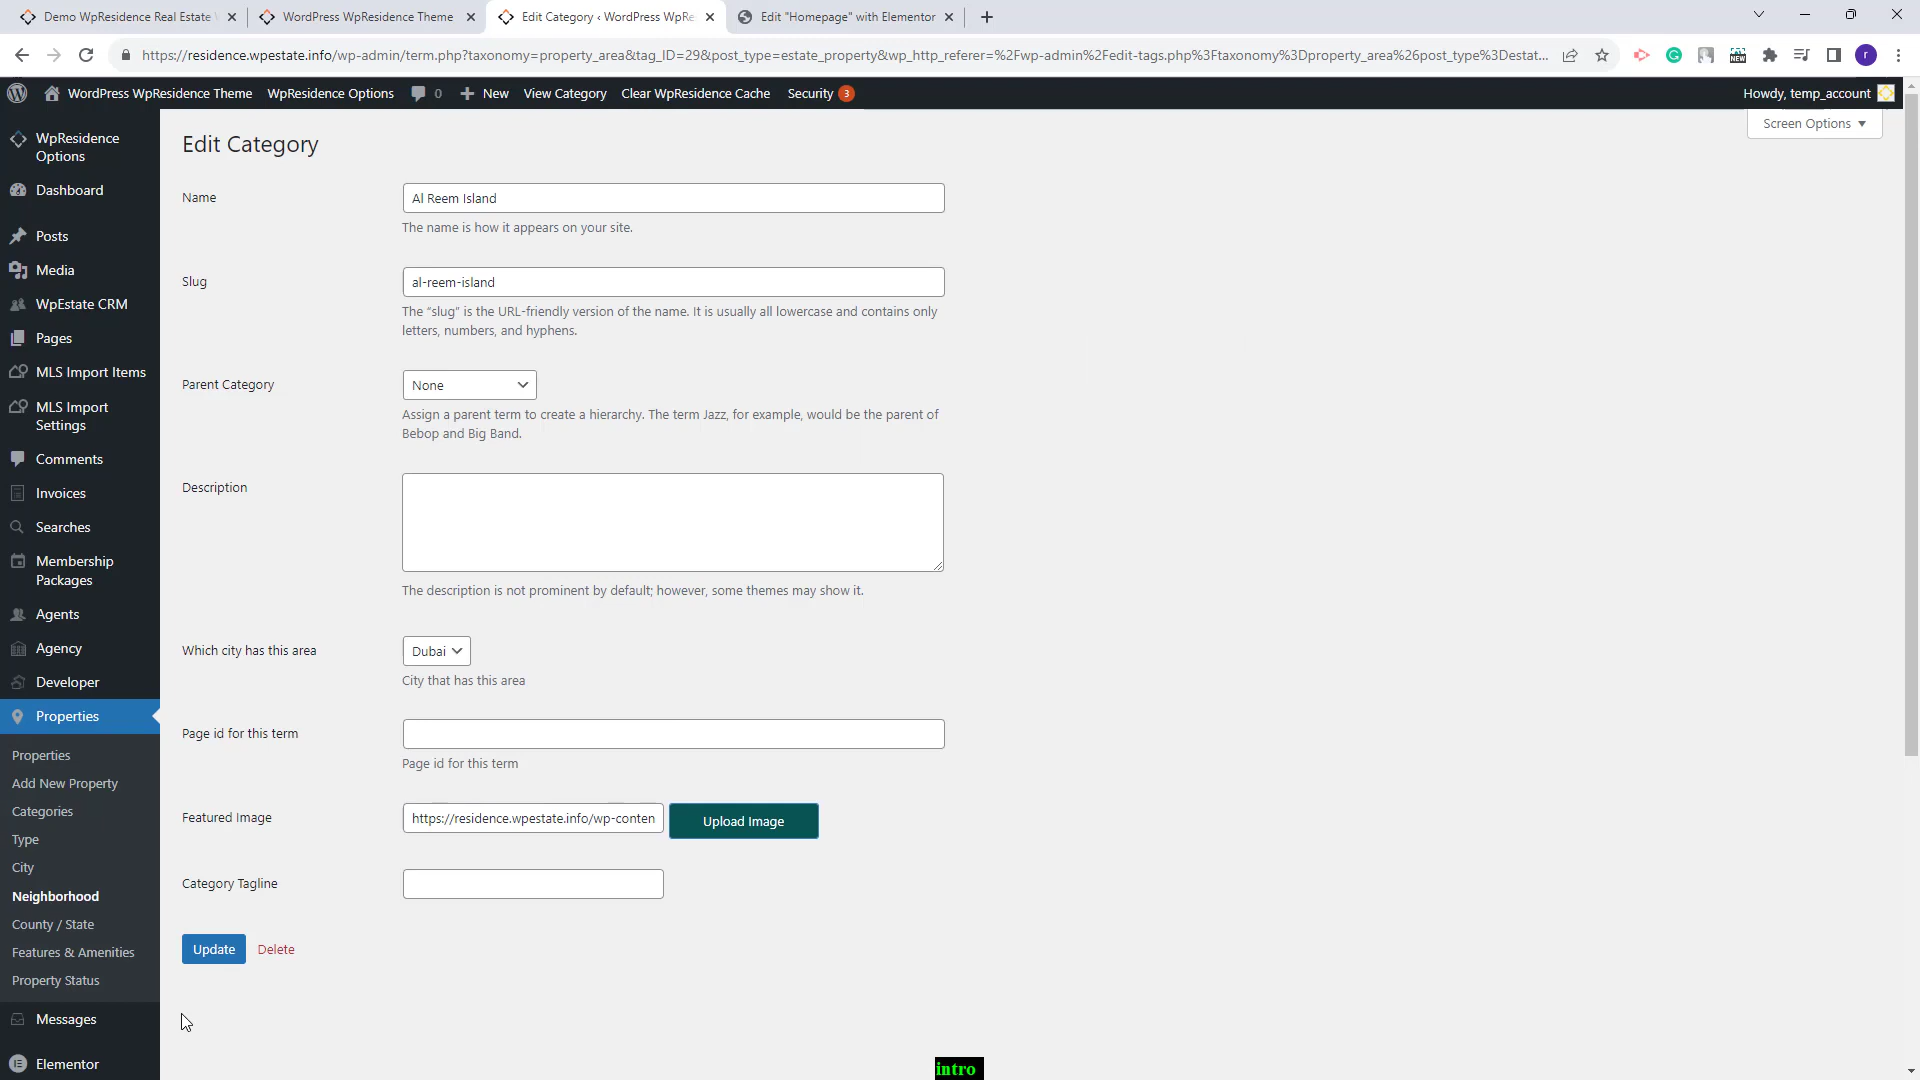 Demo WpResidence Real Estate
WordPress WpResidence Theme
Edit Category ‹ WordPress WpRe
Edit "Homepage" with Elementor
https://residence.wpestate.info/wp-admin/term.php?taxonomy=property_area&tag_ID=29&post_type=estate_property&wp_http_referer=%2Fwp-admin%2Fedit-tags.php%3Ftaxonomy%3Dproperty_area%26post_type%3Destat...
r
WordPress WpResidence Theme
WpResidence Options
0
New
View Category
Clear WpResidence Cache
Security 3
Howdy, temp_account
Screen Options
WpResidence
Options
Dashboard
Posts
Media
WpEstate CRM
Pages
MLS Import Items
MLS Import
Settings
Comments
Invoices
Searches
Membership
Packages
Agents
Agency
Developer
Properties
Properties
Add New Property
Categories
Type
City
Neighborhood
County / State
Features & Amenities
Property Status
Messages
Elementor
Edit Category
Name
Al Reem Island
The name is how it appears on your site.
Slug
al-reem-island
The “slug” is the URL-friendly version of the name. It is usually all lowercase and contains only
letters, numbers, and hyphens.
Parent Category
None
Assign a parent term to create a hierarchy. The term Jazz, for example, would be the parent of
Bebop and Big Band.
Description
The description is not prominent by default; however, some themes may show it.
Which city has this area
Dubai
City that has this area
Page id for this term
Page id for this term
Featured Image
https://residence.wpestate.info/wp-conten
Upload Image
Category Tagline
Update
Delete
intro